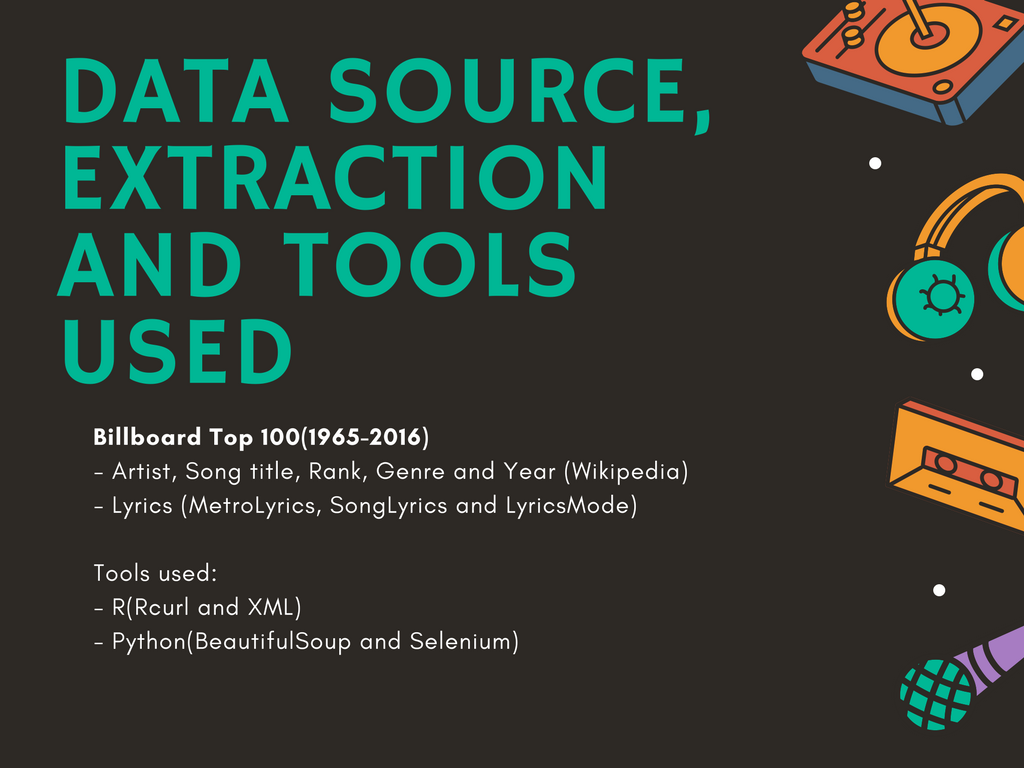 DATA SOURCE,
EXTRACTION
AND TOOLS
USED
Billboard Top 100(1965-2016)
- Artist, Song title, Rank, Genre and Year (Wikipedia)
- Lyrics (MetroLyrics, SongLyrics and LyricsMode)
Tools used:
- R(Rcurl and XML)
- Python(BeautifulSoup and Selenium)